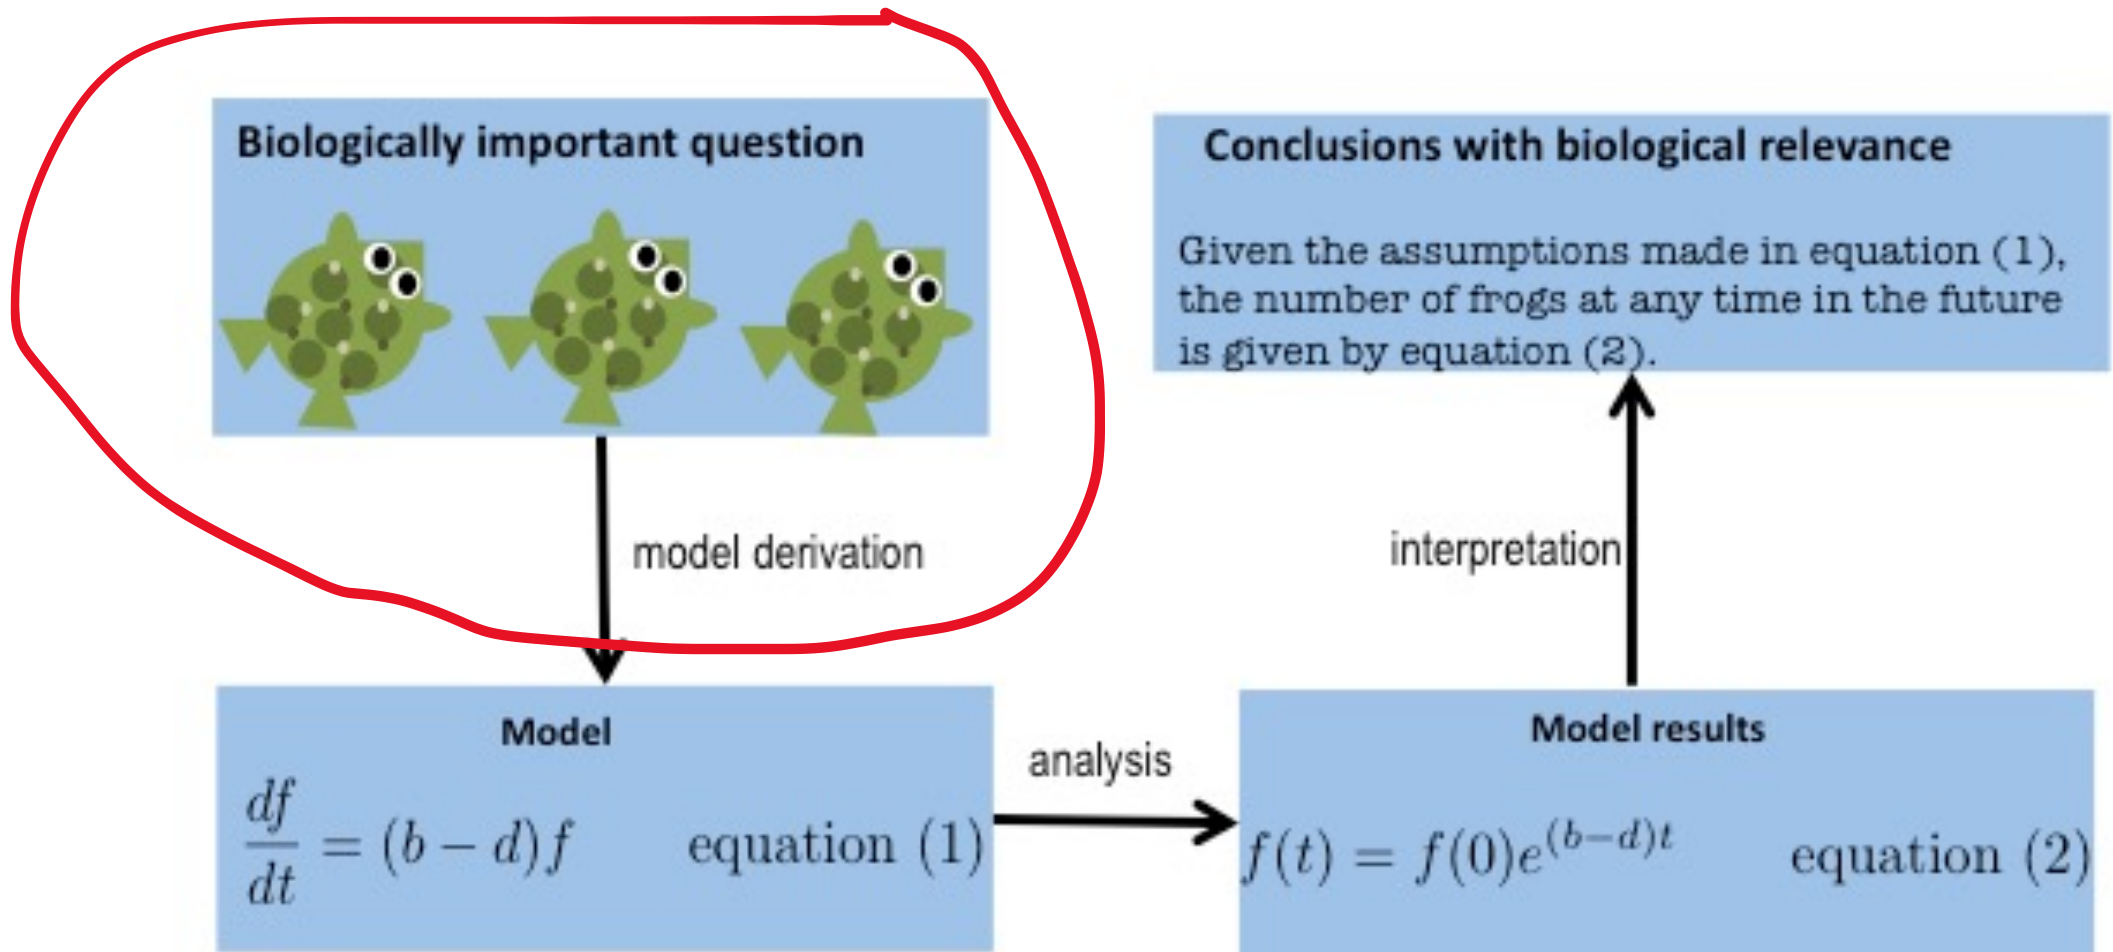 Biologically important question
model derivation
Model
df/dt = (b − d)f equation (1)
analysis
Model results
f(t) = f(0)e^{(b−d)t} equation (2)
interpretation
Conclusions with biological relevance
Given the assumptions made in equation (1),
the number of frogs at any time in the future
is given by equation (2).